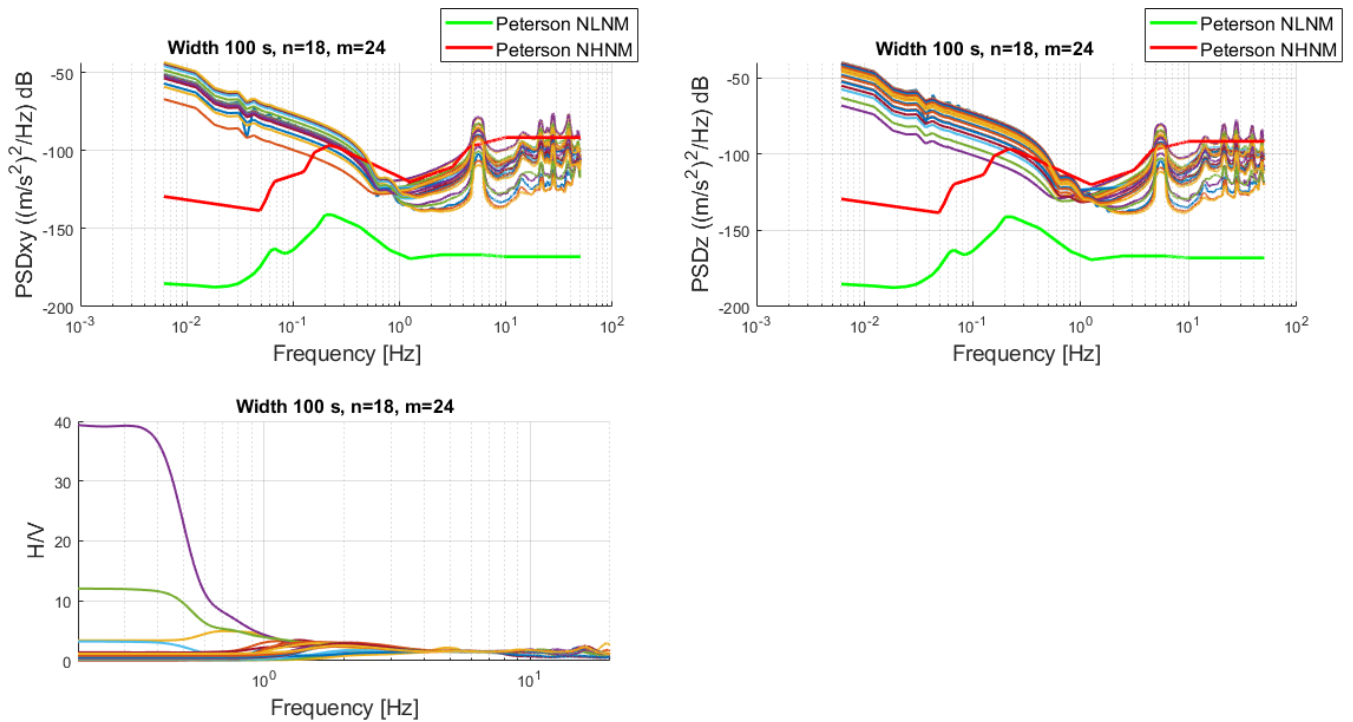 Peterson NLNM
Peterson NHNM
Width 100 s, n=18, m=24
-50
-100
-150
-200
PSDxy ((m/s²)²/Hz) dB
10⁻³
10⁻²
10⁻¹
10⁰
10¹
10²
Frequency [Hz]
Peterson NLNM
Peterson NHNM
Width 100 s, n=18, m=24
-50
-100
-150
-200
PSDz ((m/s²)²/Hz) dB
10⁻³
10⁻²
10⁻¹
10⁰
10¹
10²
Frequency [Hz]
Width 100 s, n=18, m=24
40
30
20
10
0
H/V
10⁰
10¹
Frequency [Hz]